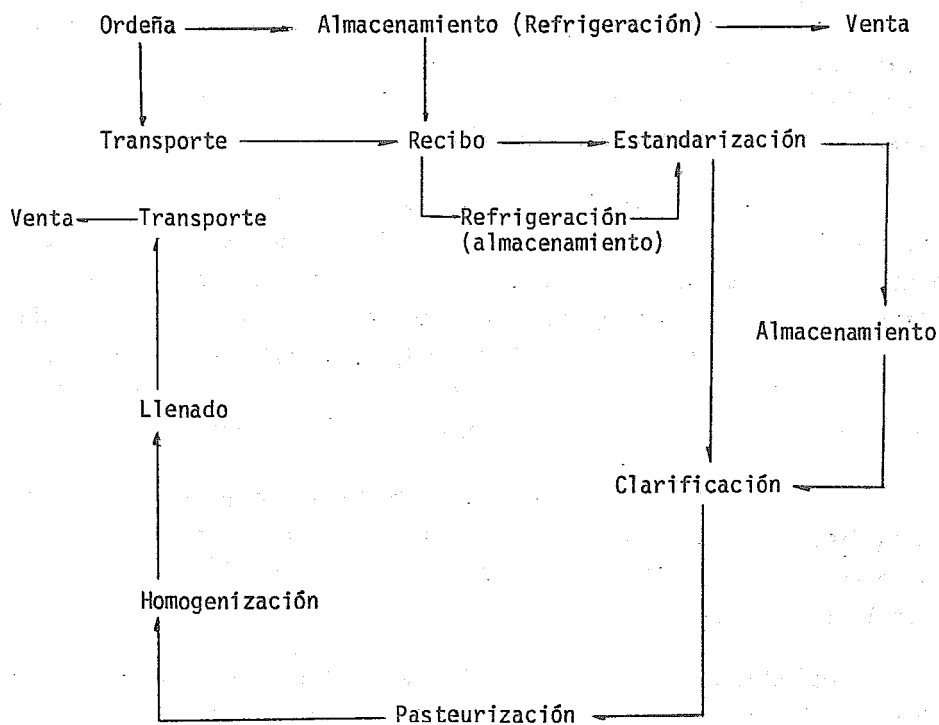 Ordeña Almacenamiento (Refrigeración) Venta
Transporte Recibo Estandarización
Venta Transporte Refrigeración
(almacenamiento)
Almacenamiento
Llenado
Clarificación
Homogenización
Pasteurización